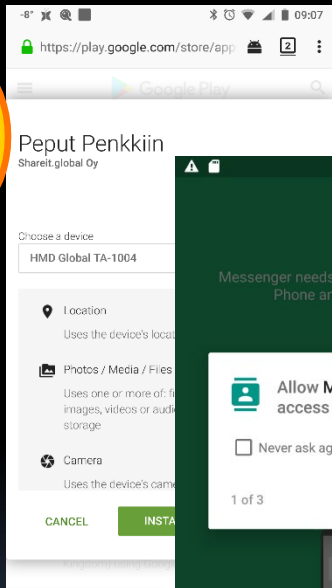 -8°
09:07
https://play.google.com/store/app
2
Google Play
Peput Penkkiin
Shareit.global Oy
Choose a device
HMD Global TA-1004
Location
Uses the device's locat
Photos / Media / Files
Uses one or more of: fi
images, videos or audi
storage
Camera
Uses the device's came
CANCEL
INSTA
Messenger needs
Phone an
Allow M
access
Never ask ag
1 of 3